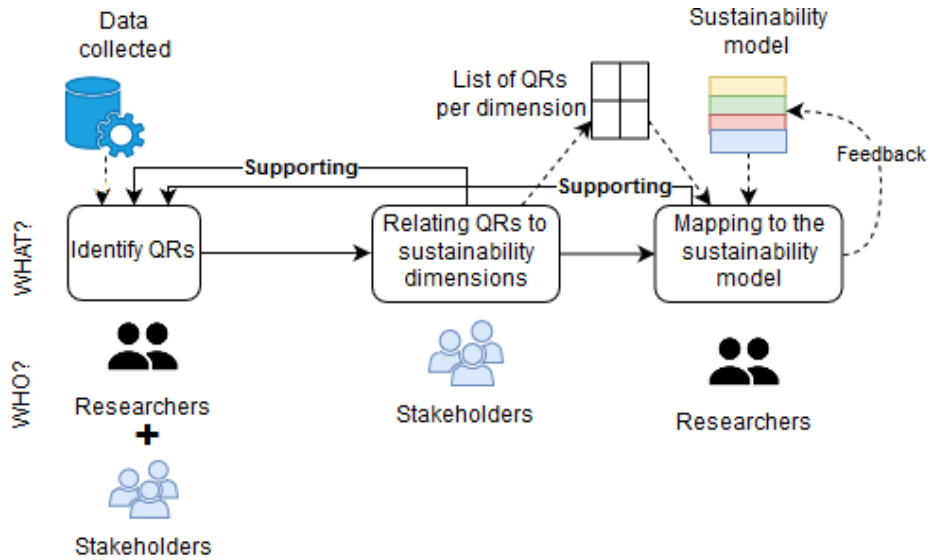 Data
collected
Sustainability
model
List of QRs
per dimension
Feedback
Supporting
Supporting
WHAT?
Identify QRs
Relating QRs to
sustainability
dimensions
Mapping to the
sustainability
model
WHO?
Researchers
+
Stakeholders
Stakeholders
Researchers